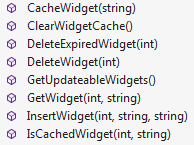 CacheWidget(string)
ClearWidgetCache()
DeleteExpiredWidget(int)
DeleteWidget(int)
GetUpdateableWidgets()
GetWidget(int, string)
InsertWidget(int, string, string)
IsCachedWidget(int, string)